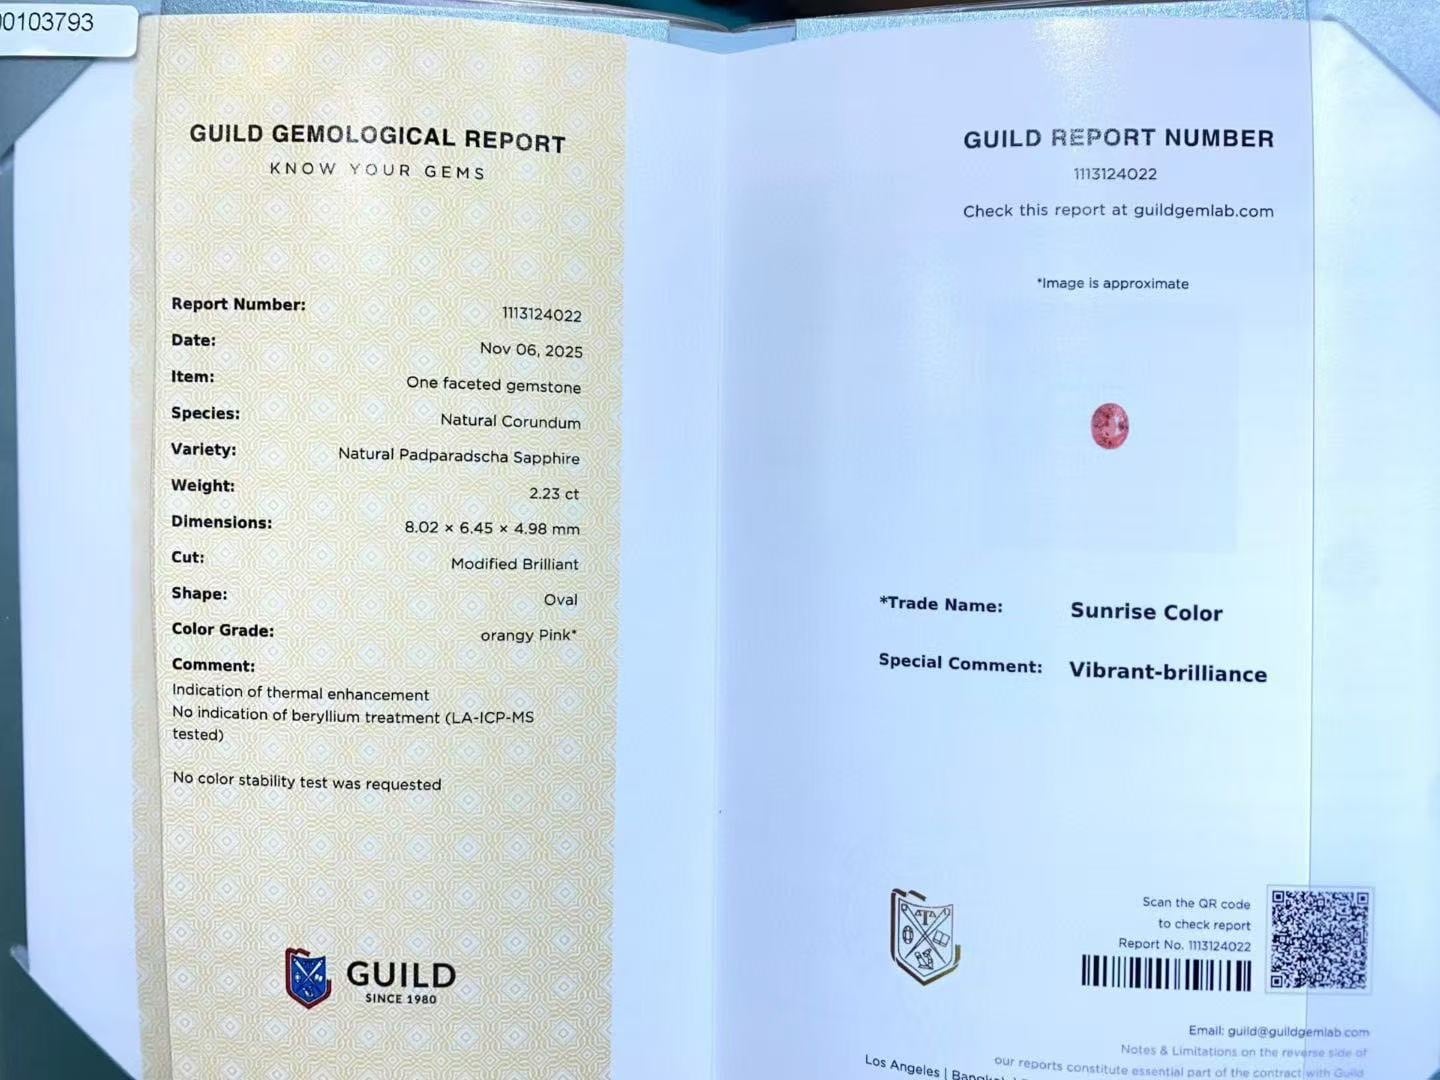 0103793
GUILD GEMOLOGICAL REPORT
KNOW YOUR GEMS
Report Number: 1113124022
Date: Nov 06, 2025
Item: One faceted gemstone
Species: Natural Corundum
Variety: Natural Padparadscha Sapphire
Weight: 2.23 ct
Dimensions: 8.02 × 6.45 × 4.98 mm
Cut: Modified Brilliant
Shape: Oval
Color Grade: orangy Pink*
Comment:
Indication of thermal enhancement
No indication of beryllium treatment (LA-ICP-MS
tested)
No color stability test was requested
GUILD
SINCE 1980
GUILD REPORT NUMBER
1113124022
Check this report at guildgemlab.com
*Image is approximate
*Trade Name: Sunrise Color
Special Comment: Vibrant-brilliance
Scan the QR code
to check report
Report No. 1113124022
Email: guild@guildgemlab.com
Notes & Limitations on the reverse side of
our reports constitute essential part of the contract with Guild
Los Angeles |